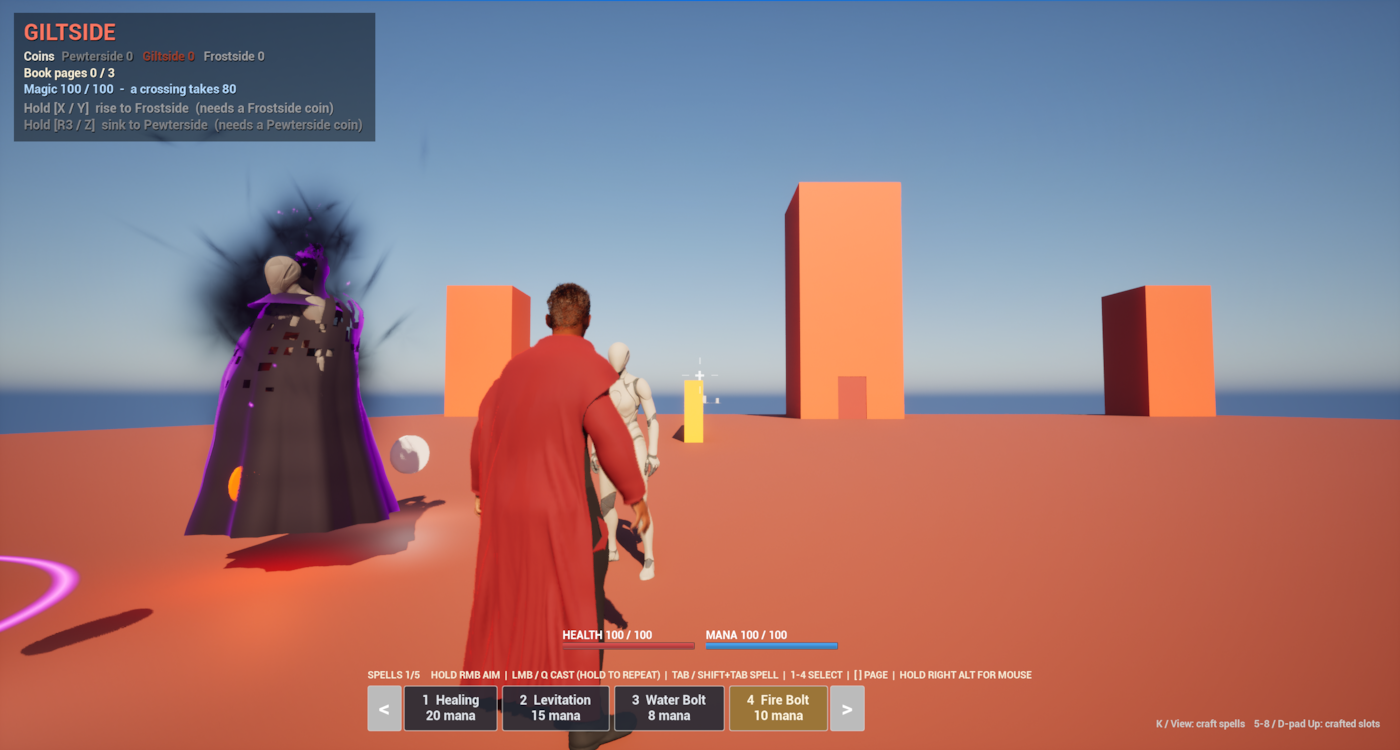 GILTSIDE
Coins Pewterside 0 Giltside 0 Frostside 0
Book pages 0 / 3
Magic 100 / 100 - a crossing takes 80
Hold [X / Y] rise to Frostside (needs a Frostside coin)
Hold [R3 / Z] sink to Pewterside (needs a Pewterside coin)
HEALTH 100 / 100 MANA 100 / 100
SPELLS 1/5 HOLD RMB AIM | LMB / Q CAST (HOLD TO REPEAT) | TAB / SHIFT+TAB SPELL | 1-4 SELECT | [ ] PAGE | HOLD RIGHT ALT FOR MOUSE
< 1 Healing 2 Levitation 3 Water Bolt 4 Fire Bolt >
20 mana 15 mana 8 mana 10 mana
K / View: craft spells 5-8 / D-pad Up: crafted slots